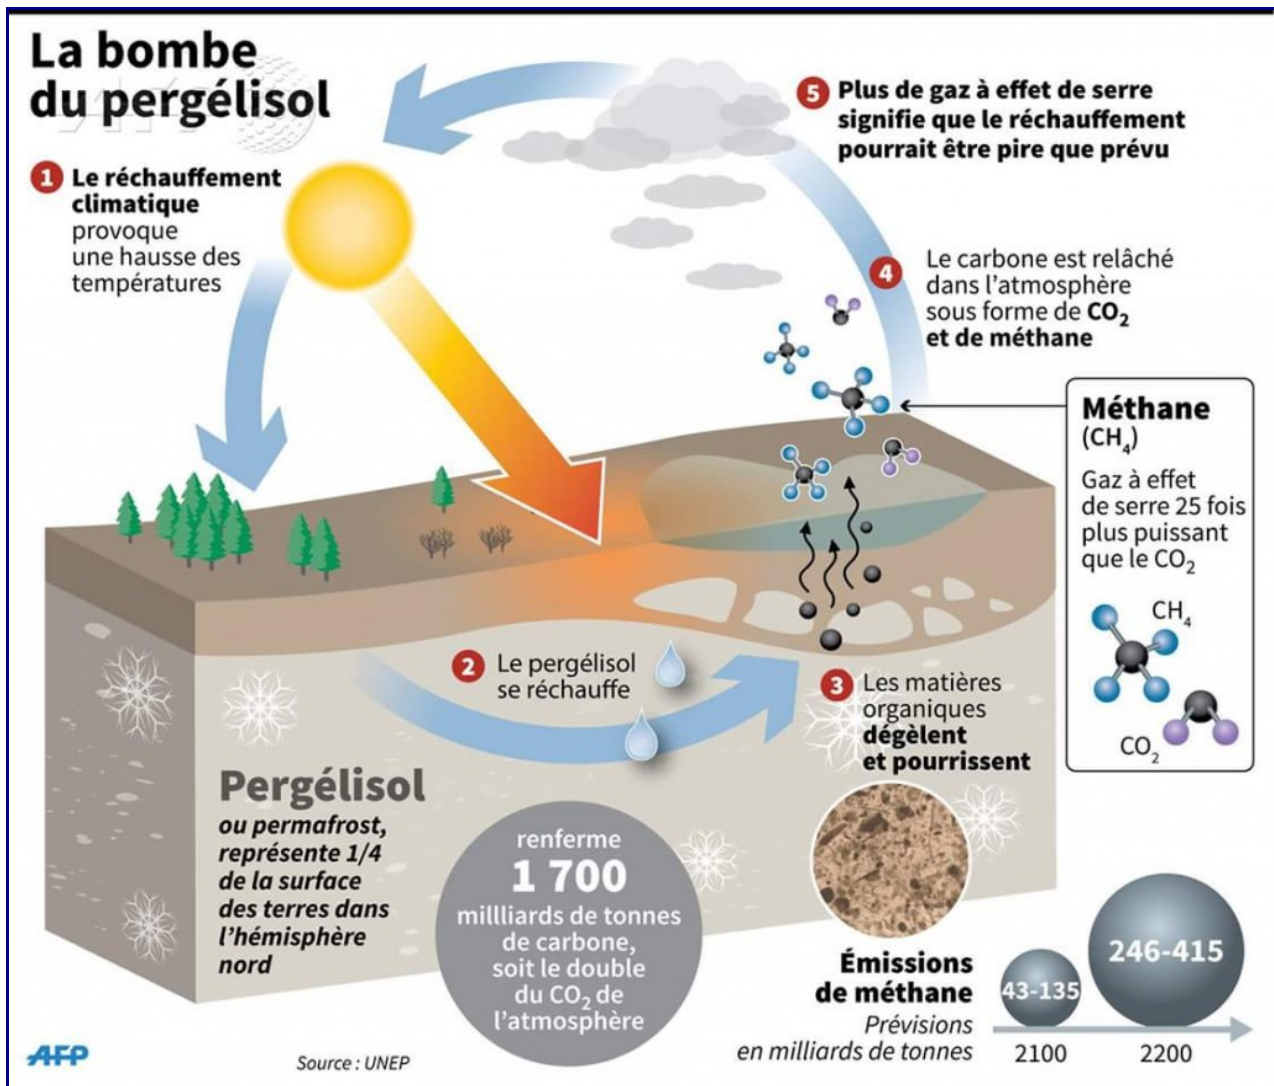 La bombe
du pergélisol
1 Le réchauffement
climatique
provoque
une hausse des
températures
5 Plus de gaz à effet de serre
signifie que le réchauffement
pourrait être pire que prévu
4 Le carbone est relâché
dans l'atmosphère
sous forme de CO₂
et de méthane
Méthane
(CH₄)
Gaz à effet
de serre 25 fois
plus puissant
que le CO₂
CH₄
CO₂
2 Le pergélisol
se réchauffe
3 Les matières
organiques
dégèlent
et pourrissent
Pergélisol
ou permafrost,
représente 1/4
de la surface
des terres dans
l'hémisphère
nord
renferme
1 700
millliards de tonnes
de carbone,
soit le double
du CO₂ de
l'atmosphère
Émissions
de méthane
Prévisions
en milliards de tonnes
43-135
246-415
2100
2200
AFP
Source : UNEP